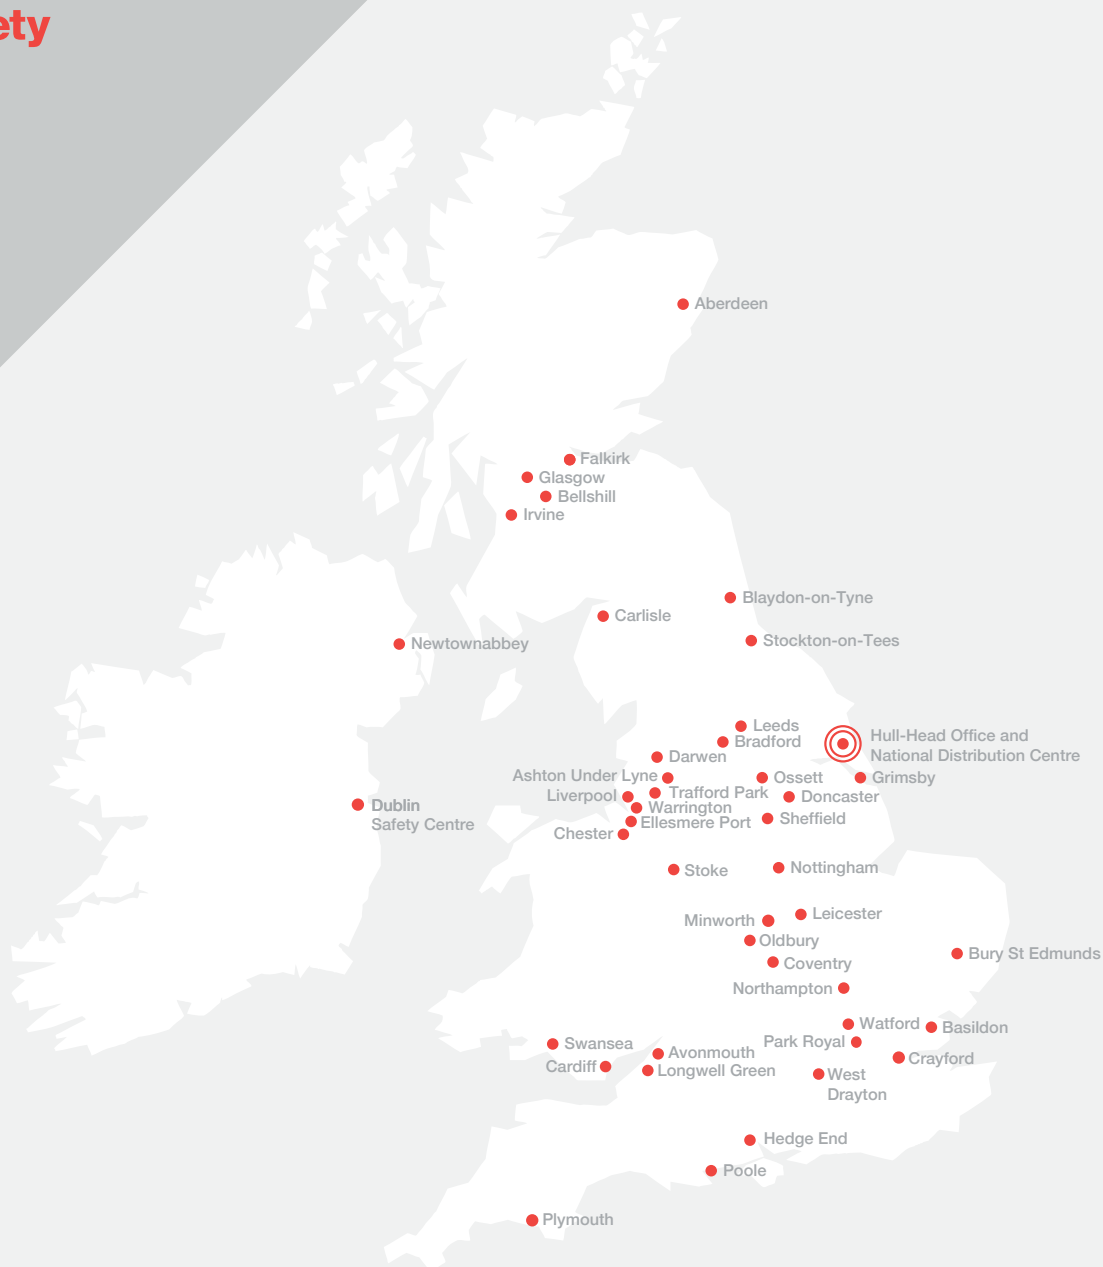 ety
Aberdeen
Falkirk
Glasgow
Bellshill
Irvine
Blaydon-on-Tyne
Carlisle
Stockton-on-Tees
Newtownabbey
Leeds
Hull-Head Office and
National Distribution Centre
Bradford
Darwen
Ashton Under Lyne
Ossett
Grimsby
Trafford Park
Liverpool
Doncaster
Warrington
Dublin
Safety Centre
Ellesmere Port
Sheffield
Chester
Stoke
Nottingham
Leicester
Minworth
Oldbury
Bury St Edmunds
Coventry
Northampton
Watford
Basildon
Park Royal
Swansea
Avonmouth
Crayford
Cardiff
Longwell Green
West
Drayton
Hedge End
Poole
Plymouth